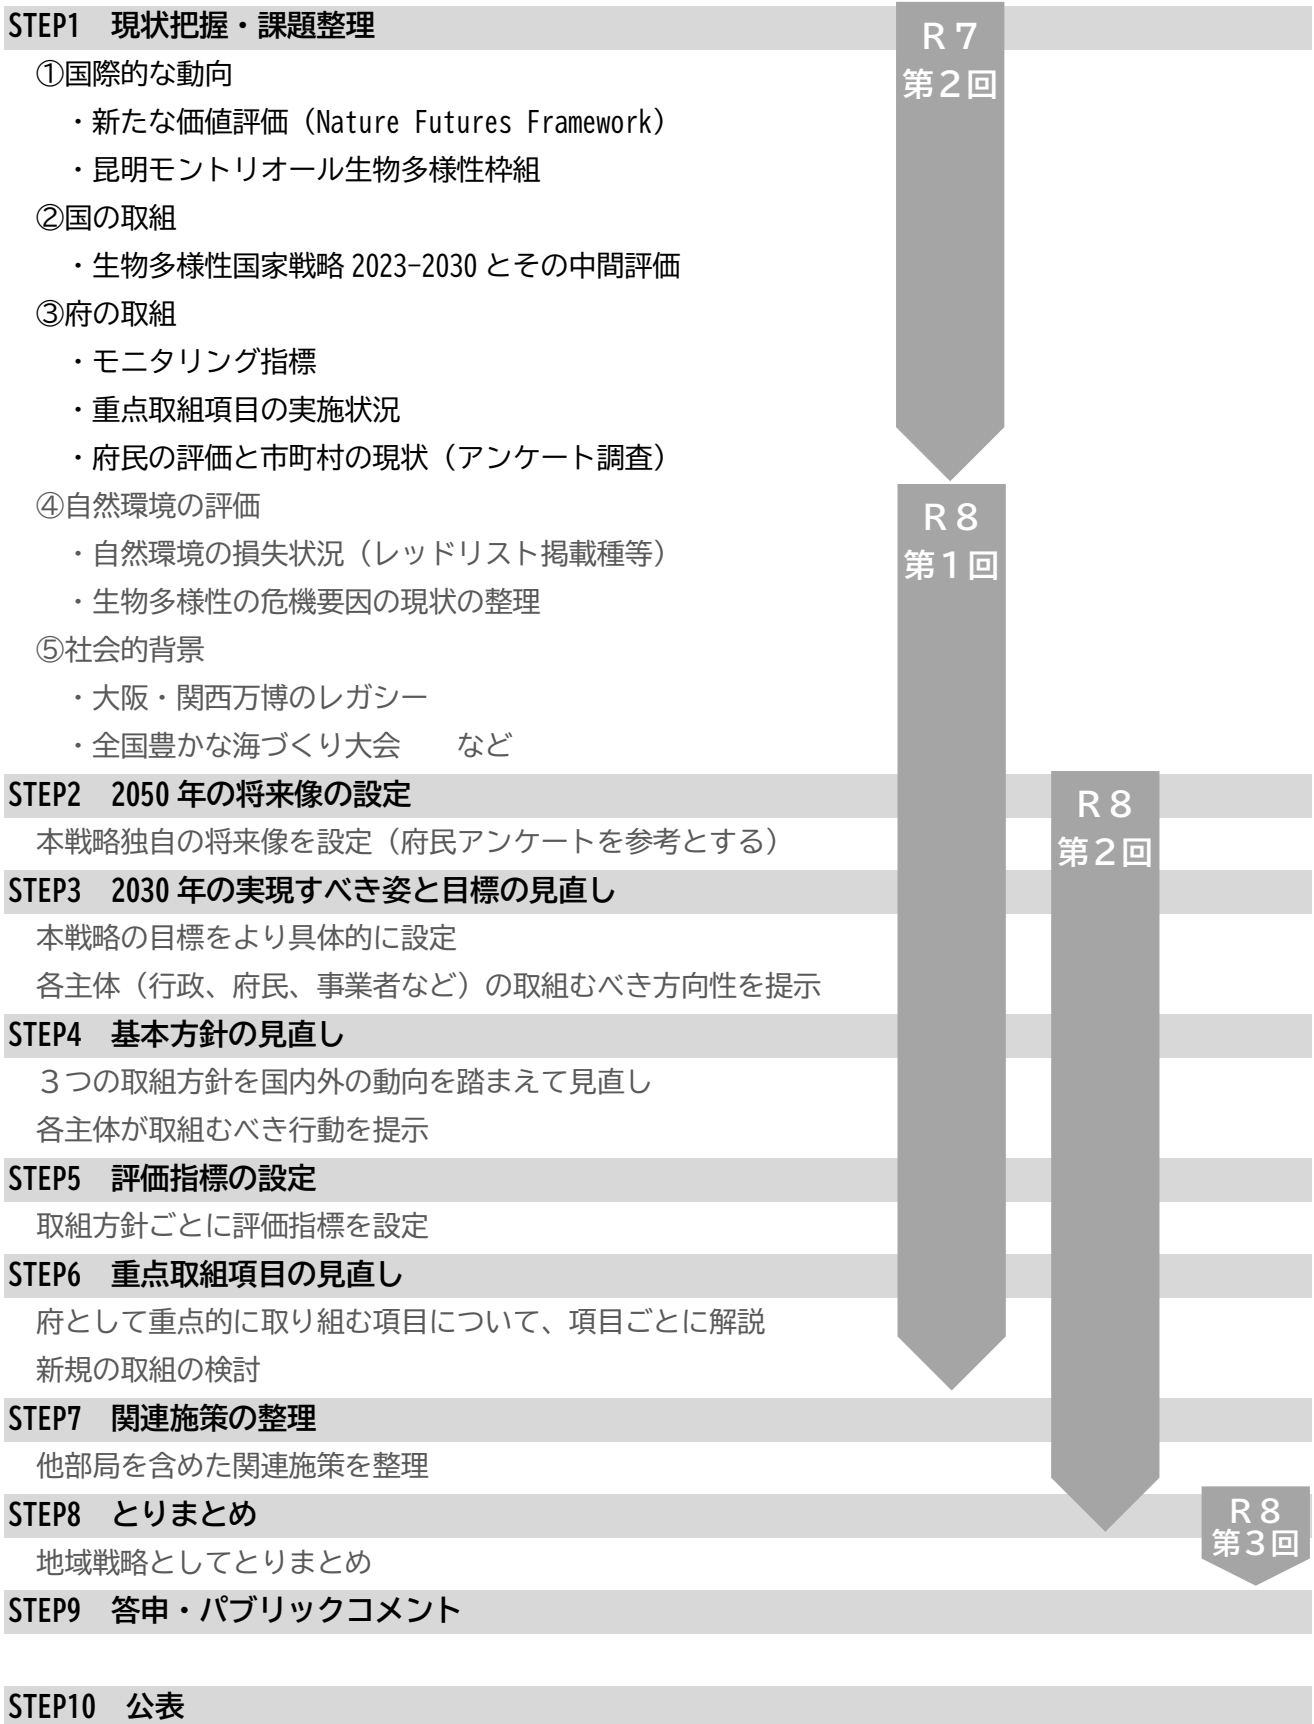 STEP1　現状把握・課題整理
R７
第２回
①国際的な動向
・新たな価値評価（Nature Futures Framework）
・昆明モントリオール生物多様性枠組
②国の取組
・生物多様性国家戦略 2023-2030 とその中間評価
③府の取組
・モニタリング指標
・重点取組項目の実施状況
・府民の評価と市町村の現状（アンケート調査）
④自然環境の評価
R８
第１回
・自然環境の損失状況（レッドリスト掲載種等）
・生物多様性の危機要因の現状の整理
⑤社会的背景
・大阪・関西万博のレガシー
・全国豊かな海づくり大会　　など
STEP2　2050 年の将来像の設定
R８
第２回
本戦略独自の将来像を設定（府民アンケートを参考とする）
STEP3　2030 年の実現すべき姿と目標の見直し
本戦略の目標をより具体的に設定
各主体（行政、府民、事業者など）の取組むべき方向性を提示
STEP4　基本方針の見直し
３つの取組方針を国内外の動向を踏まえて見直し
各主体が取組むべき行動を提示
STEP5　評価指標の設定
取組方針ごとに評価指標を設定
STEP6　重点取組項目の見直し
府として重点的に取り組む項目について、項目ごとに解説
新規の取組の検討
STEP7　関連施策の整理
他部局を含めた関連施策を整理
STEP8　とりまとめ
R８
第３回
地域戦略としてとりまとめ
STEP9　答申・パブリックコメント
STEP10　公表